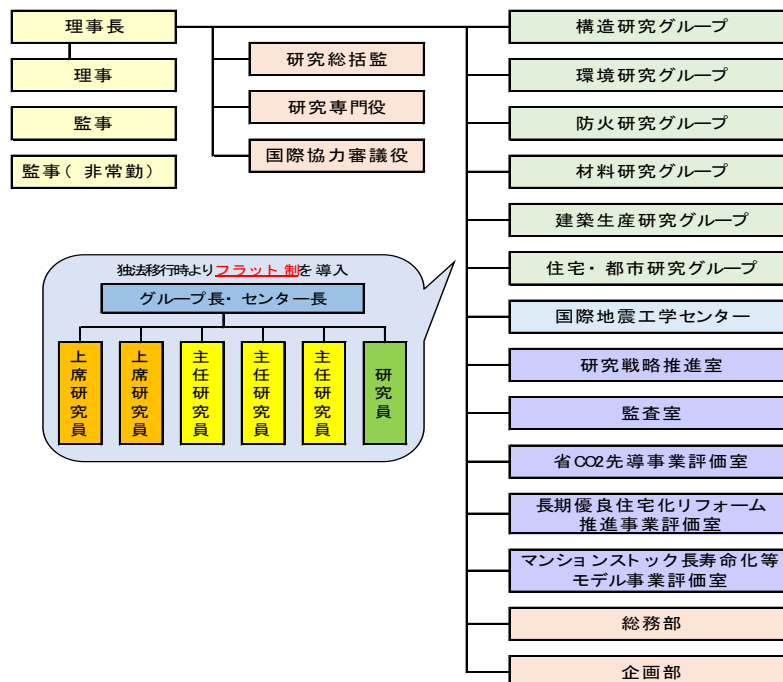 理事長
理事
監事
監事(非常勤)
研究総括監
研究専門役
国際協力審議役
構造研究グループ
環境研究グループ
防火研究グループ
材料研究グループ
建築生産研究グループ
住宅・都市研究グループ
国際地震工学センター
研究戦略推進室
監査室
省CO2先導事業評価室
長期優良住宅化リフォーム
推進事業評価室
マンションストック長寿命化等
モデル事業評価室
総務部
企画部
独法移行時よりフラット制を導入
グループ長・センター長
上席研究員
上席研究員
主任研究員
主任研究員
主任研究員
研究員